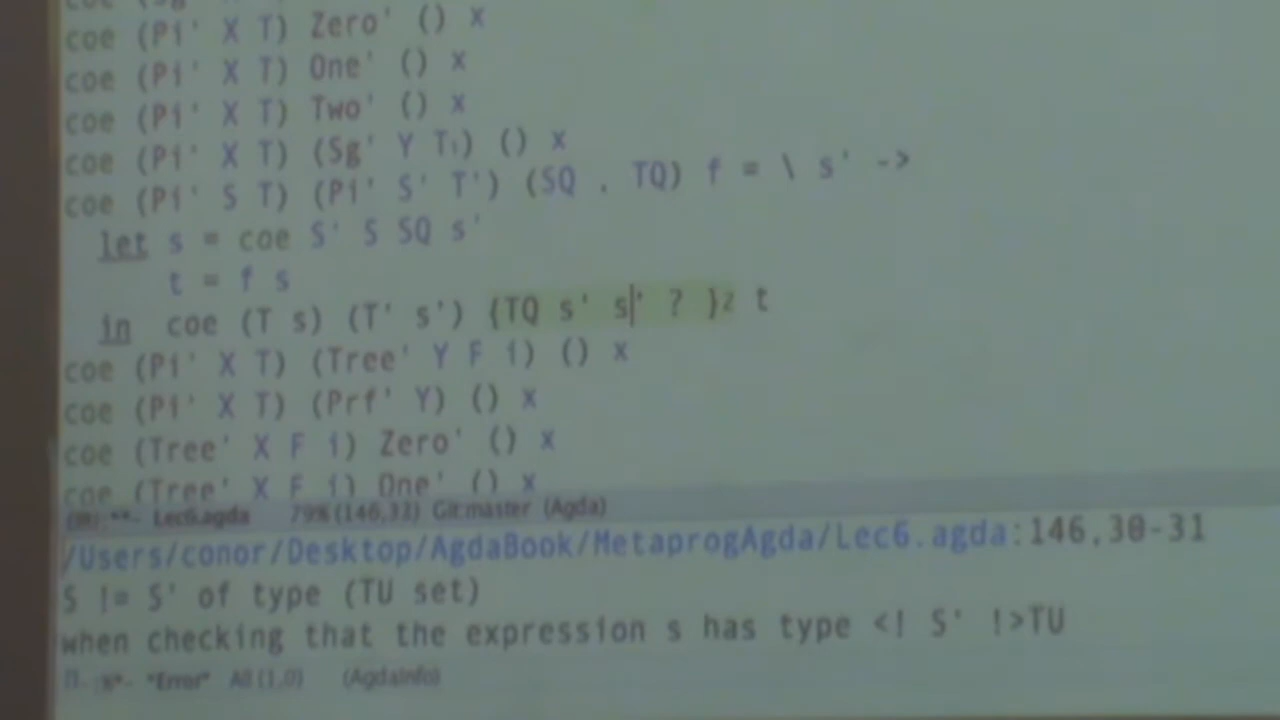 coe (Pi' X T) Zero' () x
coe (Pi' X T) One' () x
coe (Pi' X T) Two' () x
coe (Pi' X T) (Sg' Y T₁) () x
coe (Pi' S T) (Pi' S' T') (SQ , TQ) f = \ s' ->
let s = coe S' S SQ s'
t = f s
in coe (T s) (T' s') {TQ s' s' ? }2 t
coe (Pi' X T) (Tree' Y F i) () x
coe (Pi' X T) (Prf' Y) () x
coe (Tree' X F i) Zero' () x
coe (Tree' X F i) One' () x
Lec6.agda 79% (146,33) Git:master (Agda)
/Users/conor/Desktop/AgdaBook/MetaprogAgda/Lec6.agda:146,30-31
S != S' of type (TU set)
when checking that the expression s has type <! S' !>TU
*Error* All (1,0) (AgdaInfo)